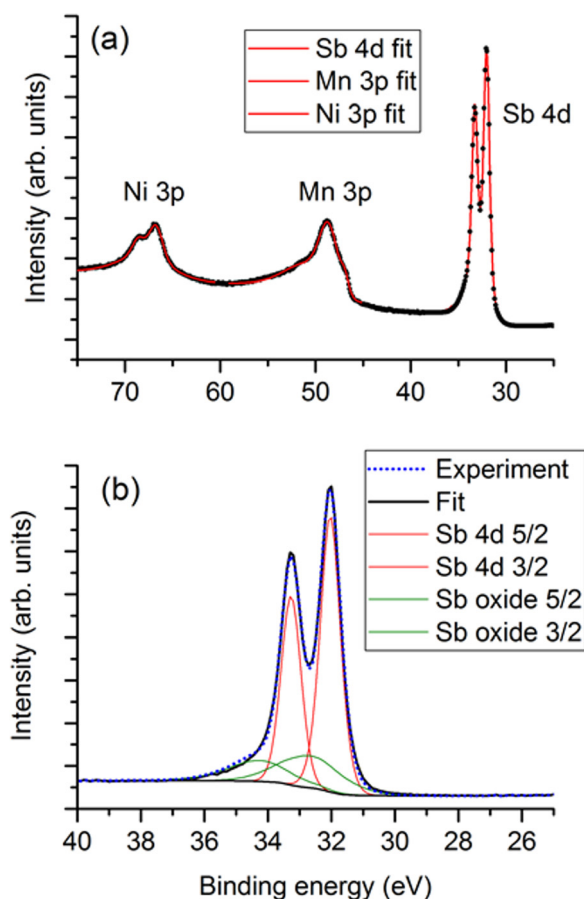 (a)
Sb 4d fit
Mn 3p fit
Ni 3p fit
Sb 4d
Ni 3p
Mn 3p
Intensity (arb. units)
70 60 50 40 30
(b)
Experiment
Fit
Sb 4d 5/2
Sb 4d 3/2
Sb oxide 5/2
Sb oxide 3/2
Intensity (arb. units)
40 38 36 34 32 30 28 26
Binding energy (eV)